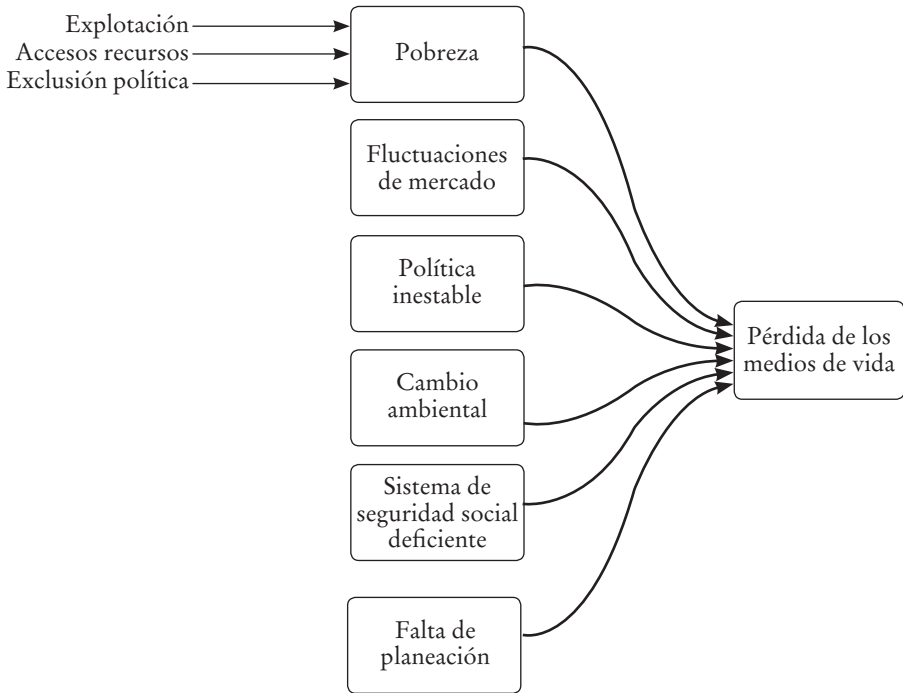 Explotación
Accesos recursos
Exclusión política
Pobreza
Fluctuaciones
de mercado
Política
inestable
Cambio
ambiental
Sistema de
seguridad social
deficiente
Falta de
planeación
Pérdida de los
medios de vida